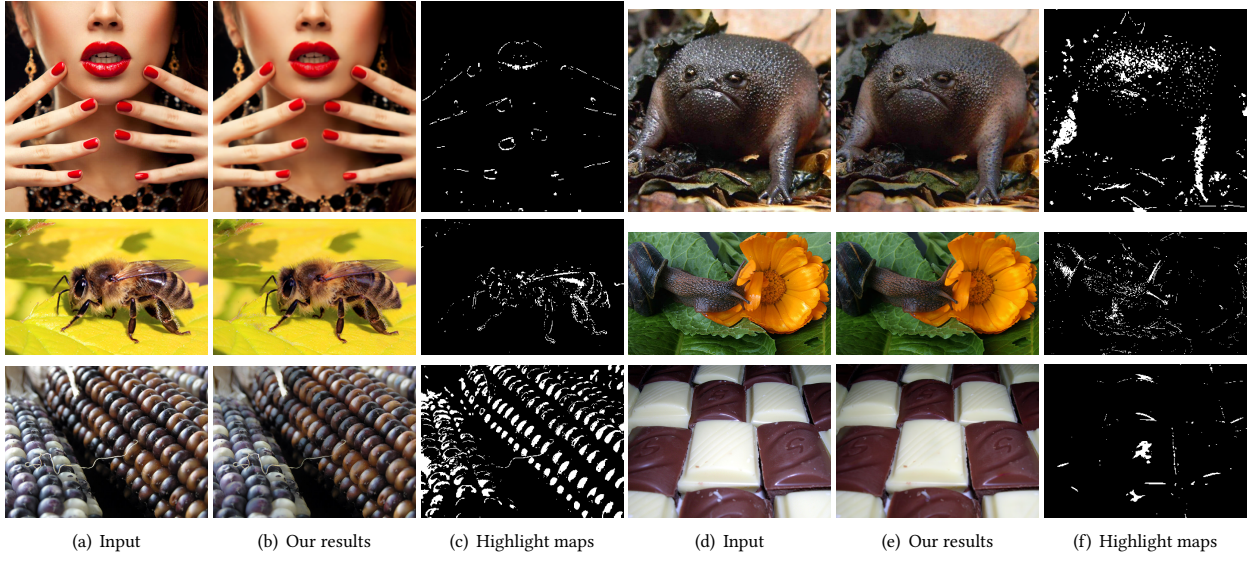 (a) Input
(b) Our results
(c) Highlight maps
(d) Input
(e) Our results
(f) Highlight maps